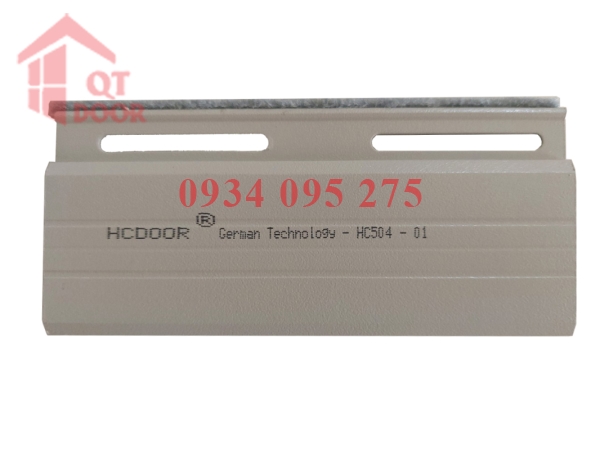 QT
DOOR
0934 095 275
HCDOOR ® German Technology - HC504 - 01